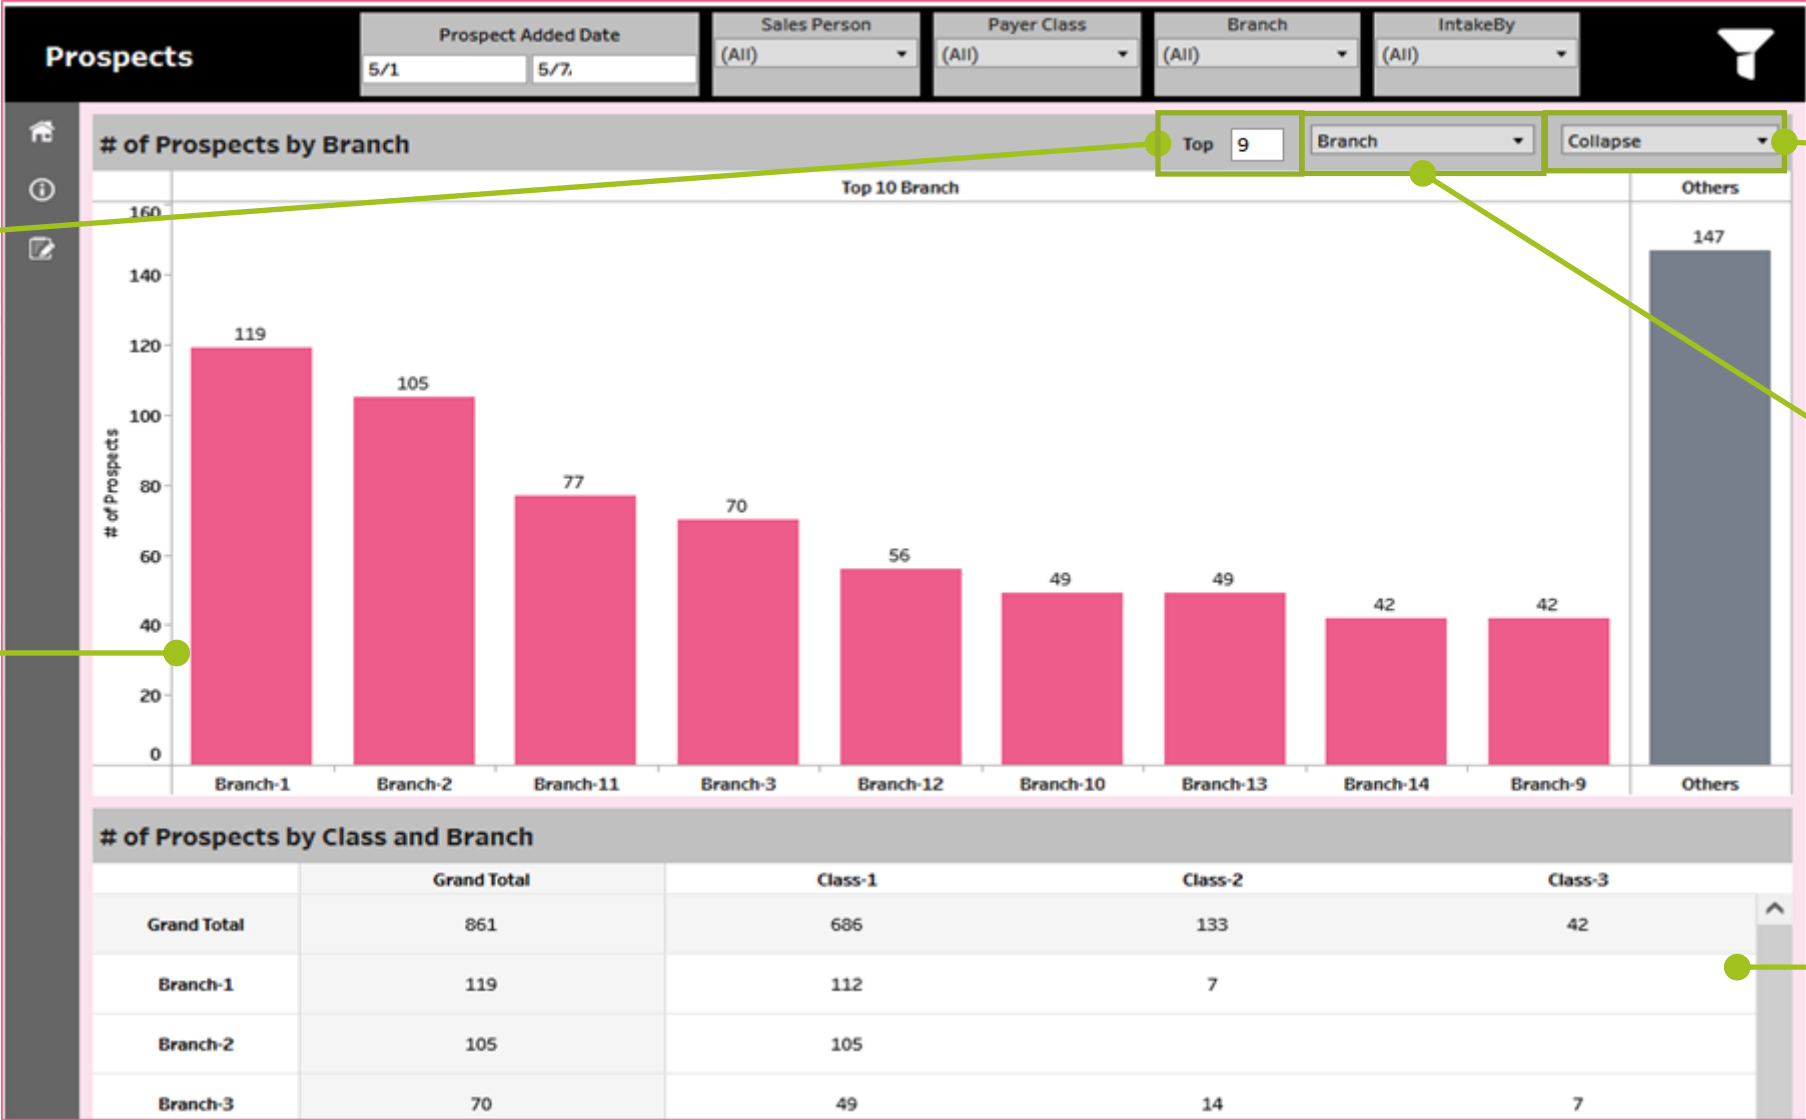 Prospects
Prospect Added Date
5/1 5/7
Sales Person
(All)
Payer Class
(All)
Branch
(All)
IntakeBy
(All)
# of Prospects by Branch
Top 9
Branch
Collapse
Top 10 Branch Others
# of Prospects
160
140
120
100
80
60
40
20
0
119 105 77 70 56 49 49 42 42 147
Branch-1 Branch-2 Branch-11 Branch-3 Branch-12 Branch-10 Branch-13 Branch-14 Branch-9 Others
# of Prospects by Class and Branch
Grand Total Class-1 Class-2 Class-3
Grand Total 861 686 133 42
Branch-1 119 112 7
Branch-2 105 105
Branch-3 70 49 14 7